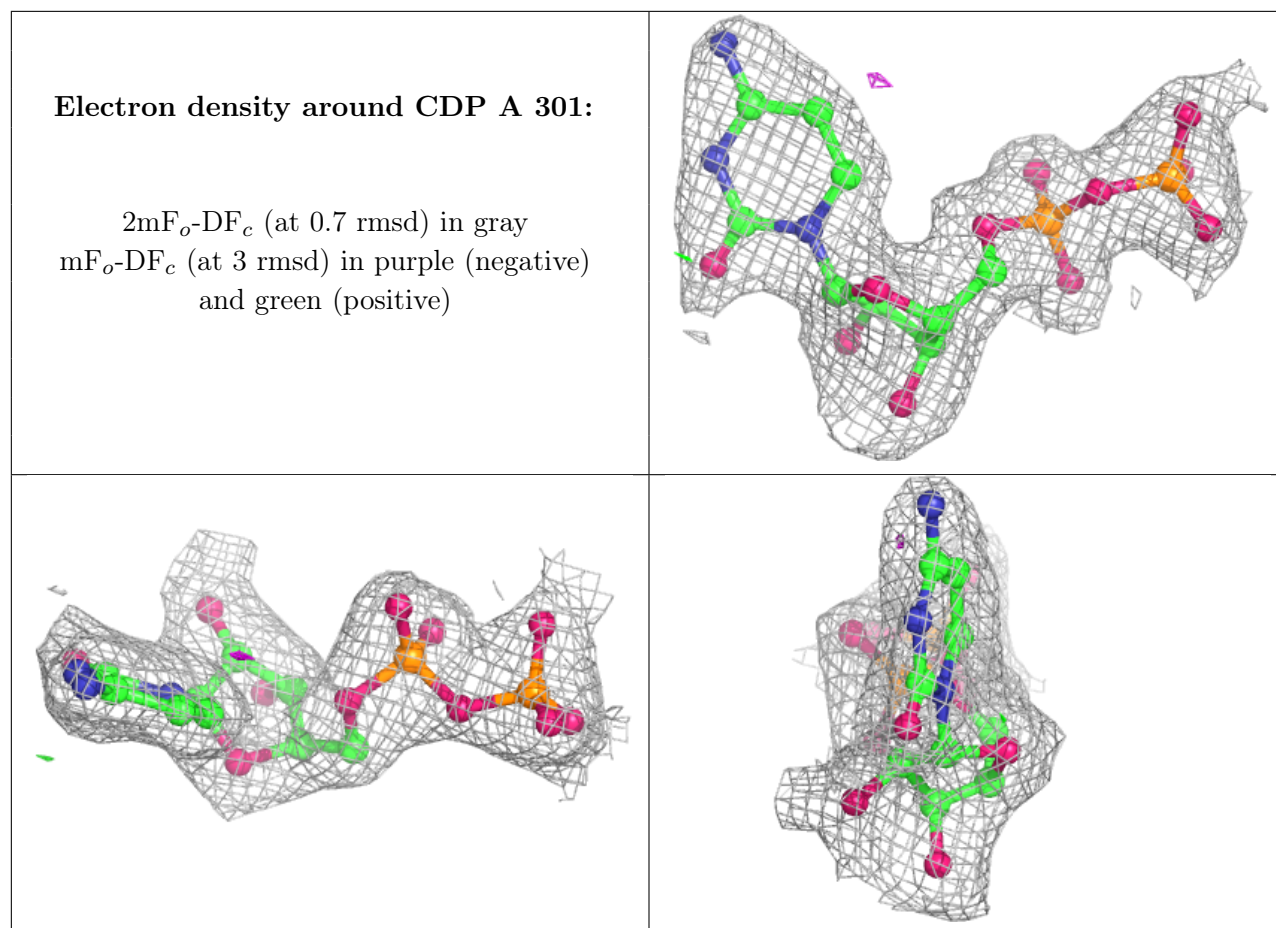 Electron density around CDP A 301:
2mFo-DFc (at 0.7 rmsd) in gray
mFo-DFc (at 3 rmsd) in purple (negative)
and green (positive)